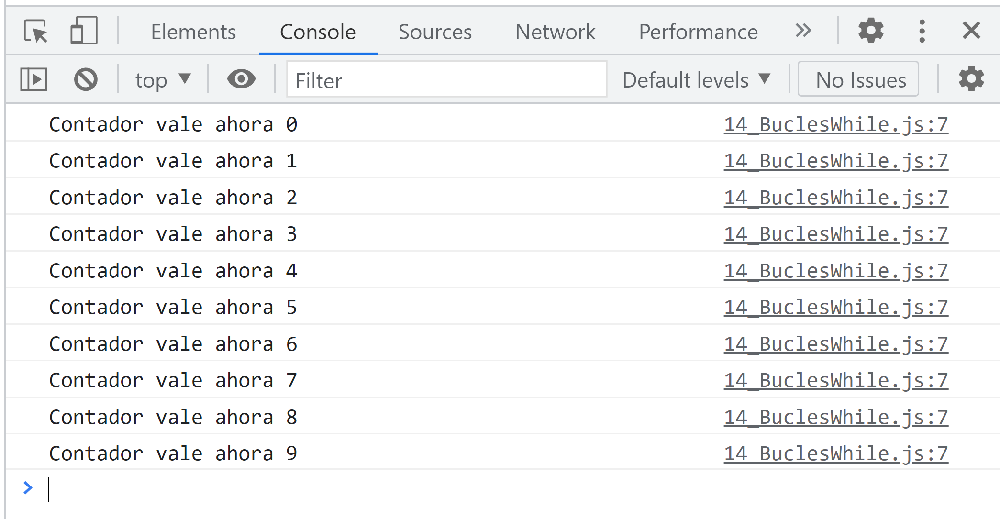 Elements Console Sources Network Performance
top Filter Default levels No Issues
Contador vale ahora 0 14_BuclesWhile.js:7
Contador vale ahora 1 14_BuclesWhile.js:7
Contador vale ahora 2 14_BuclesWhile.js:7
Contador vale ahora 3 14_BuclesWhile.js:7
Contador vale ahora 4 14_BuclesWhile.js:7
Contador vale ahora 5 14_BuclesWhile.js:7
Contador vale ahora 6 14_BuclesWhile.js:7
Contador vale ahora 7 14_BuclesWhile.js:7
Contador vale ahora 8 14_BuclesWhile.js:7
Contador vale ahora 9 14_BuclesWhile.js:7